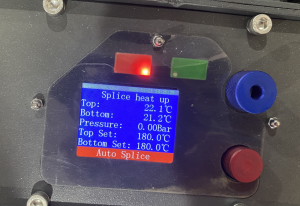 Splice heat up
Top: 22.1℃
Bottom: 21.2℃
Pressure: 0.00Bar
Top Set: 180.0℃
Bottom Set: 180.0℃
Auto Splice